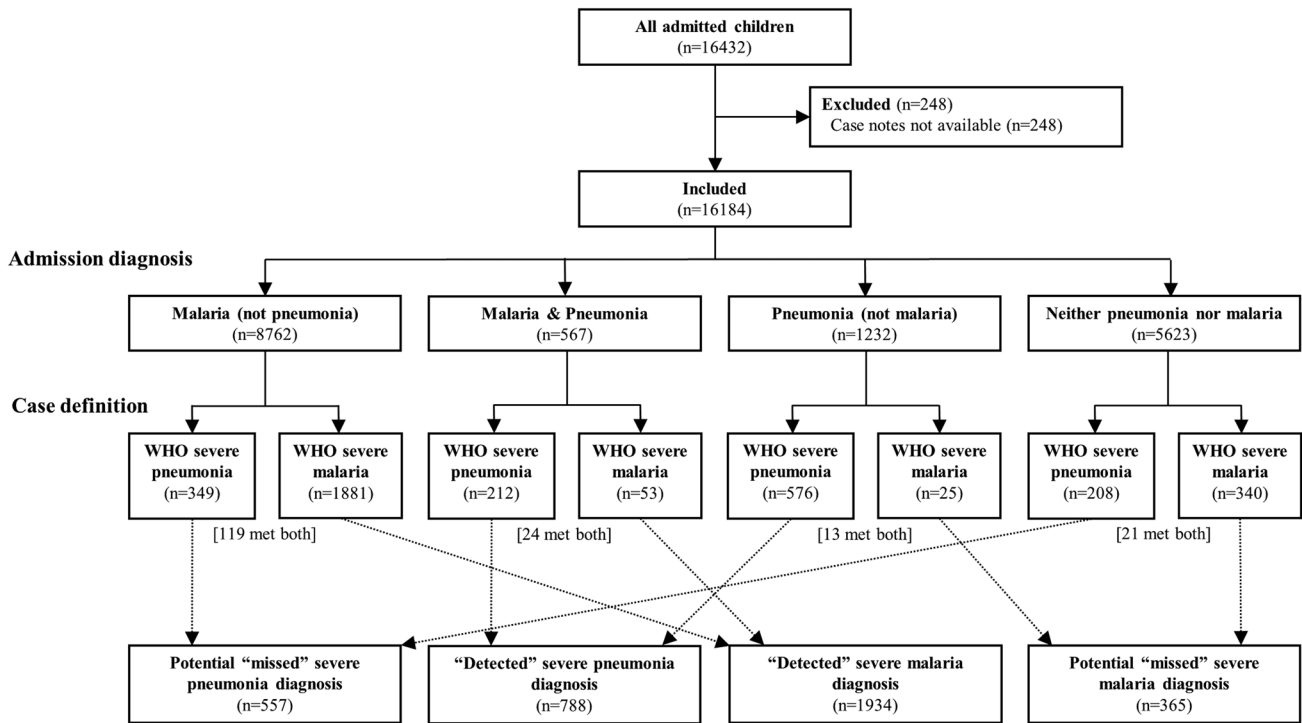 All admitted children
(n=16432)
Excluded (n=248)
Case notes not available (n=248)
Included
(n=16184)
Admission diagnosis
Malaria (not pneumonia)
(n=8762)
Malaria & Pneumonia
(n=567)
Pneumonia (not malaria)
(n=1232)
Neither pneumonia nor malaria
(n=5623)
Case definition
WHO severe
pneumonia
(n=349)
WHO severe
malaria
(n=1881)
WHO severe
pneumonia
(n=212)
WHO severe
malaria
(n=53)
WHO severe
pneumonia
(n=576)
WHO severe
malaria
(n=25)
WHO severe
pneumonia
(n=208)
WHO severe
malaria
(n=340)
[119 met both]
[24 met both]
[13 met both]
[21 met both]
Potential “missed” severe
pneumonia diagnosis
(n=557)
“Detected” severe pneumonia
diagnosis
(n=788)
“Detected” severe malaria
diagnosis
(n=1934)
Potential “missed” severe
malaria diagnosis
(n=365)